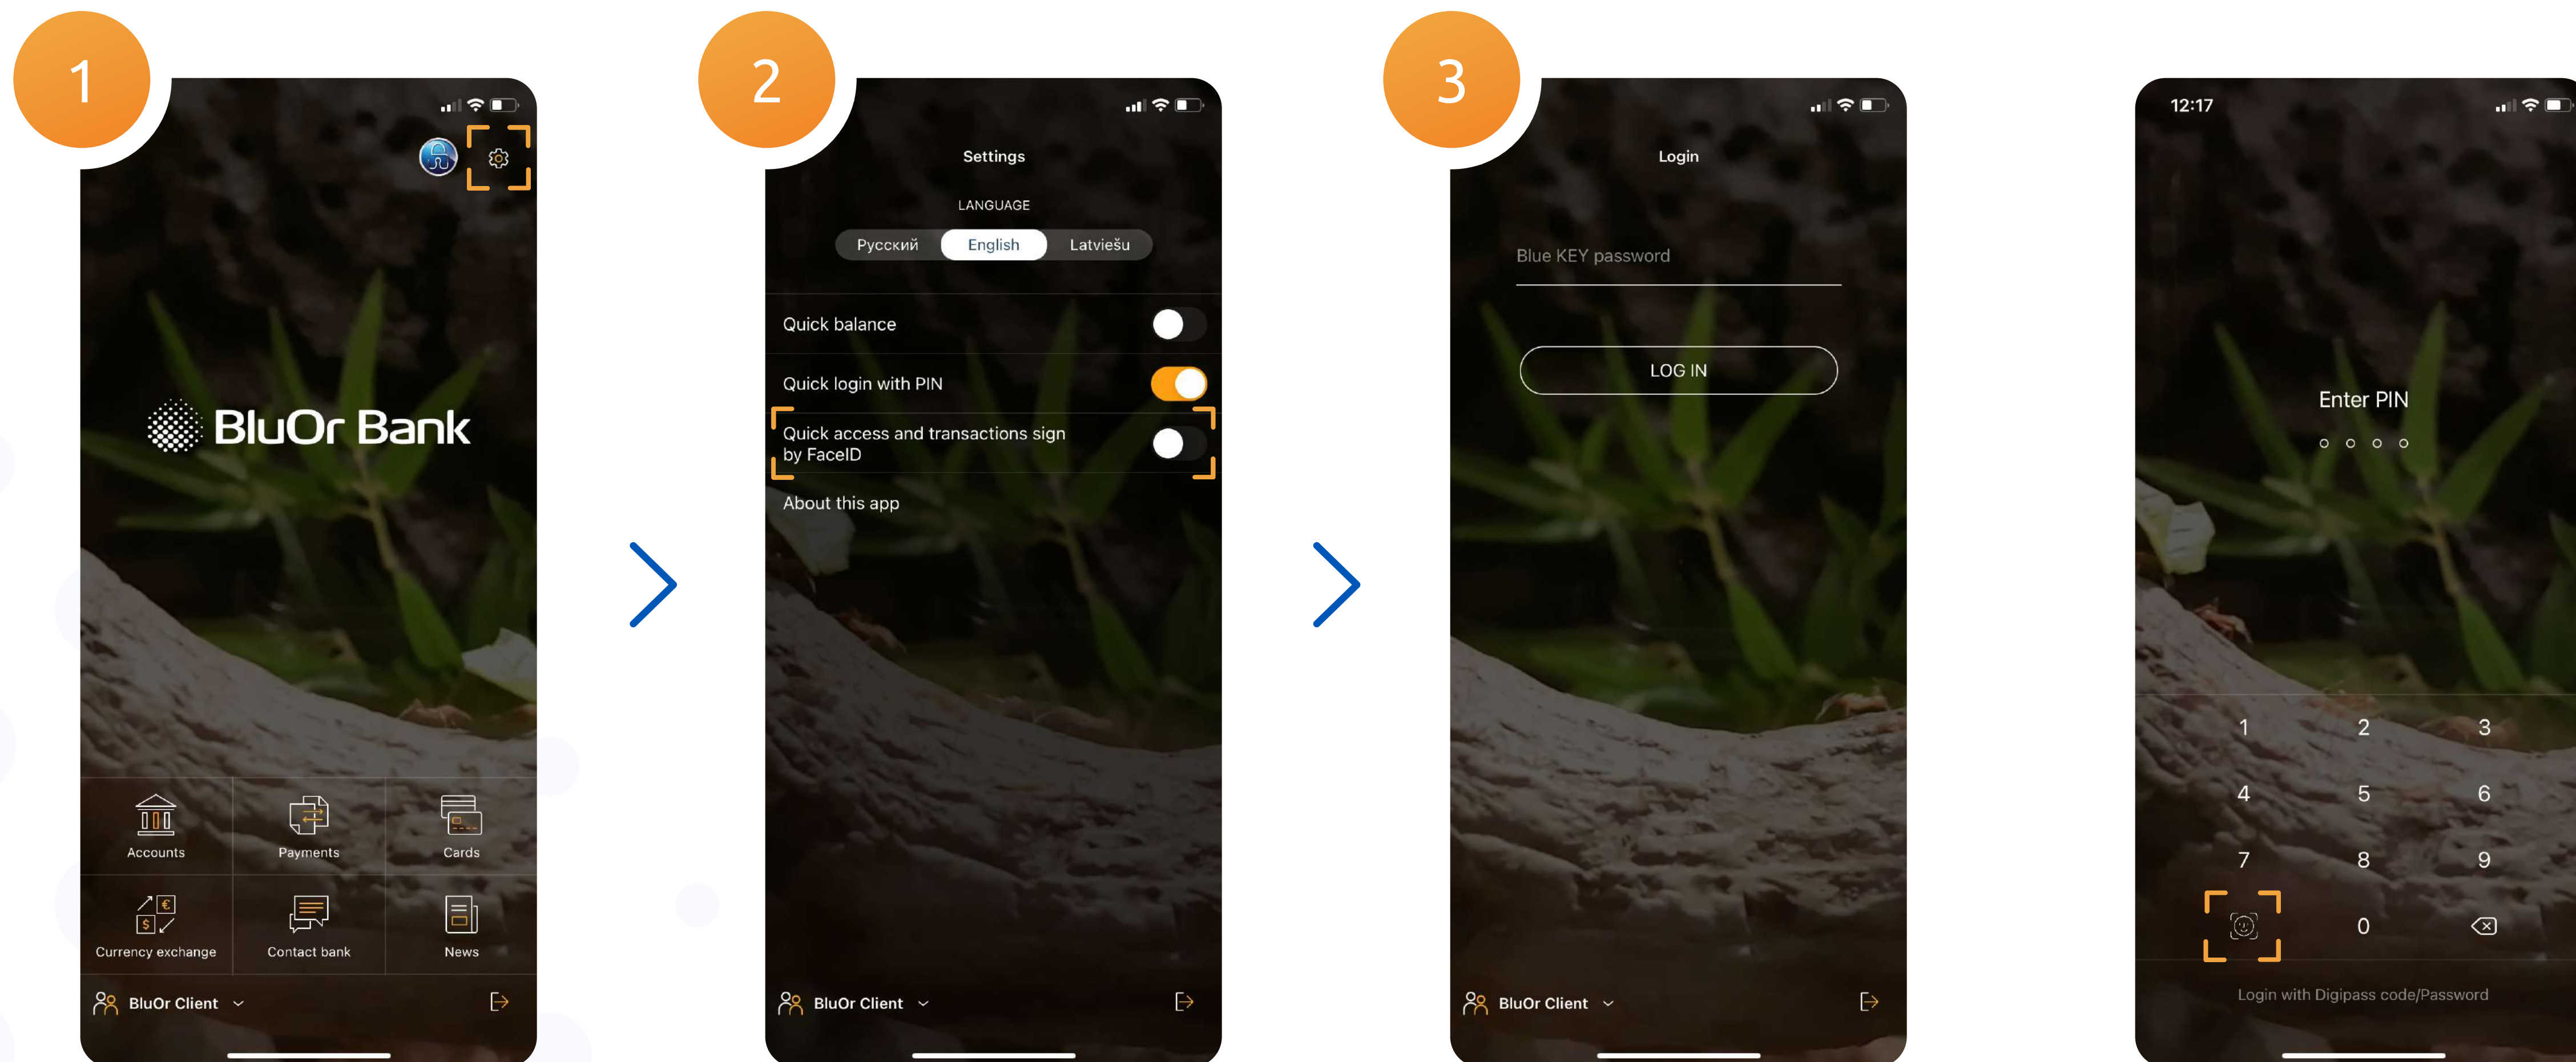 1
BluOr Bank
Accounts
Payments
Cards
€
$
Currency exchange
Contact bank
News
BluOr Client
2
Settings
LANGUAGE
Русский
English
Latviešu
Quick balance
Quick login with PIN
Quick access and transactions sign
by FaceID
About this app
BluOr Client
3
Login
Blue KEY password
LOG IN
BluOr Client
12:17
Enter PIN
1 2 3
4 5 6
7 8 9
0
Login with Digipass code/Password